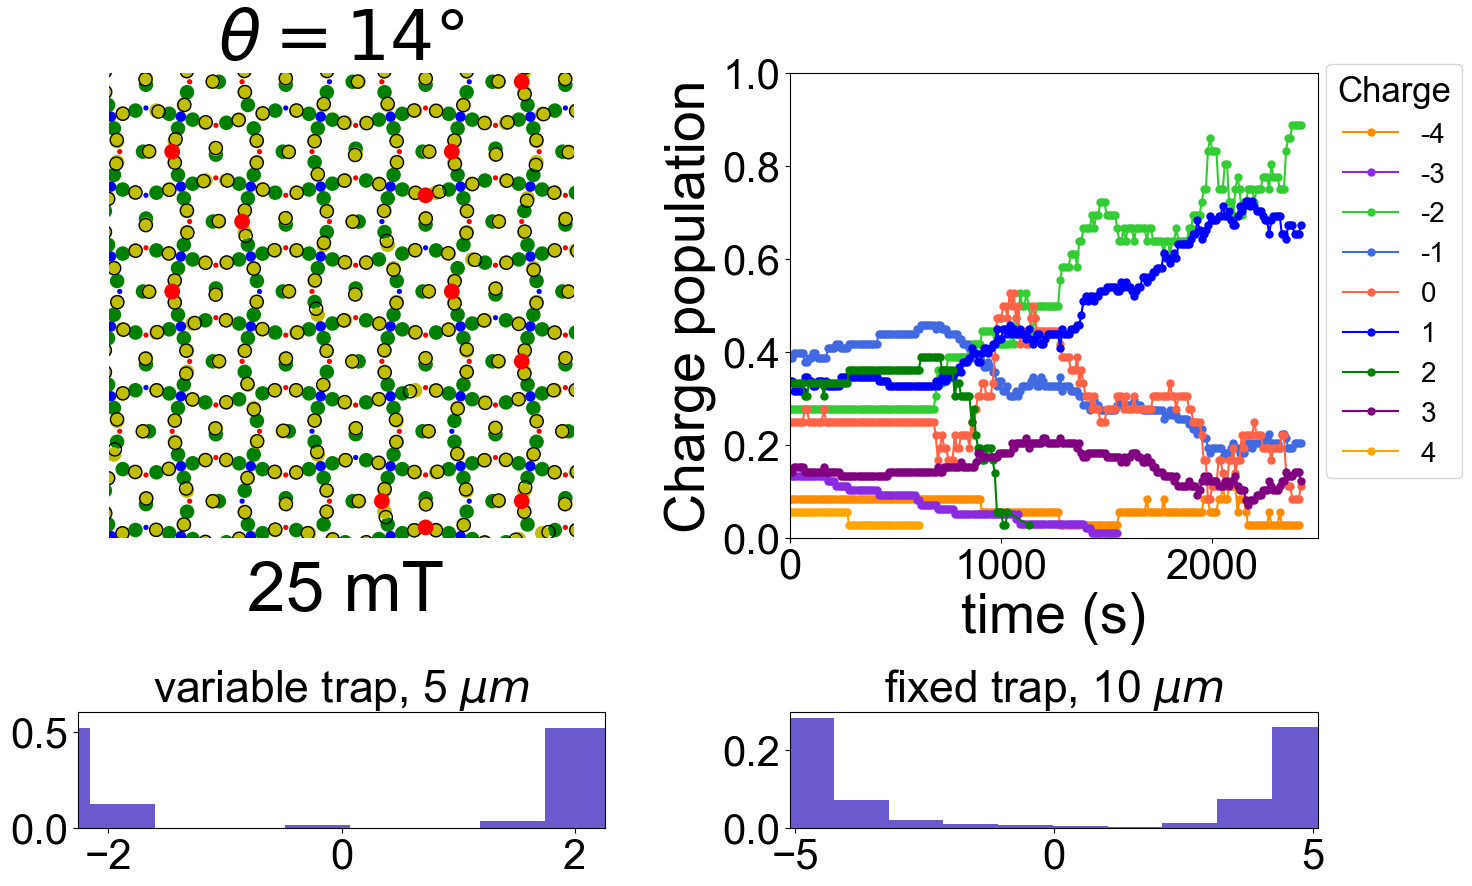 θ = 14°
25 mT
Charge population
1.0
0.8
0.6
0.4
0.2
0.0
0 1000 2000
time (s)
Charge
-4
-3
-2
-1
0
1
2
3
4
variable trap, 5 μm
0.5
0.0
−2 0 2
fixed trap, 10 μm
0.2
0.0
−5 0 5